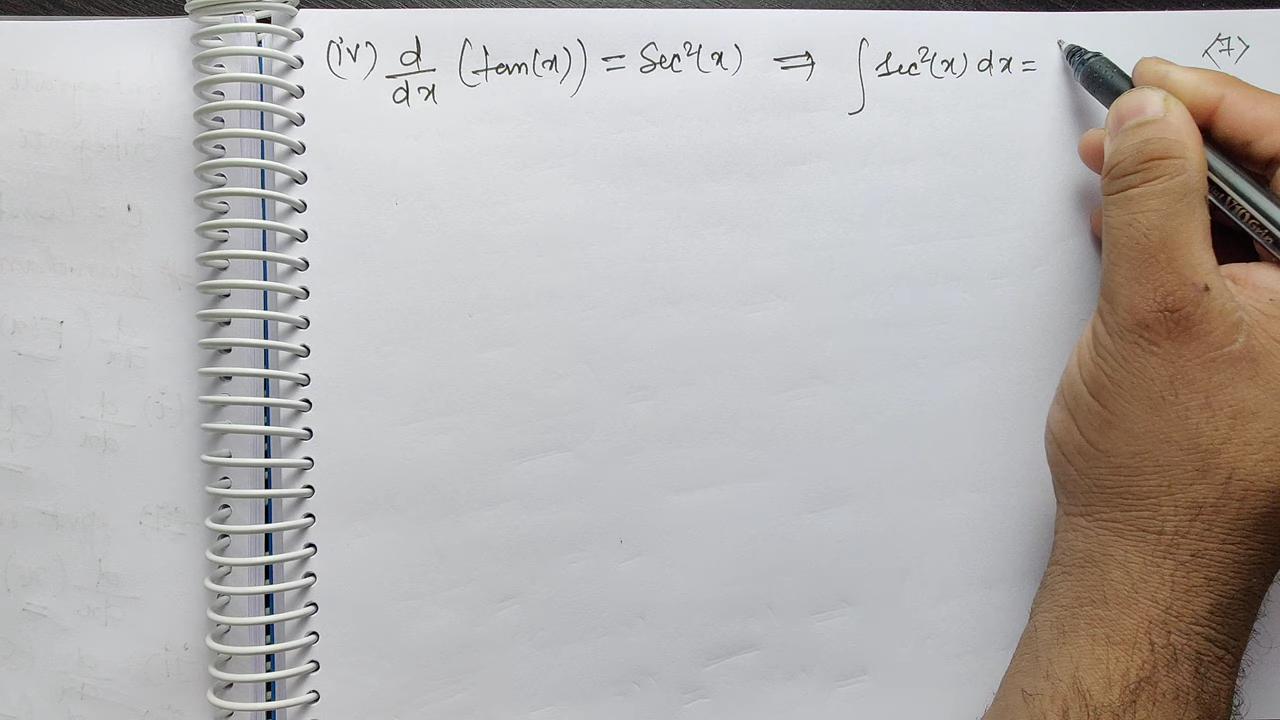 (iv) d/dx (tan(x)) = Sec²(x) ⇒ ∫ sec²(x) dx = <7>